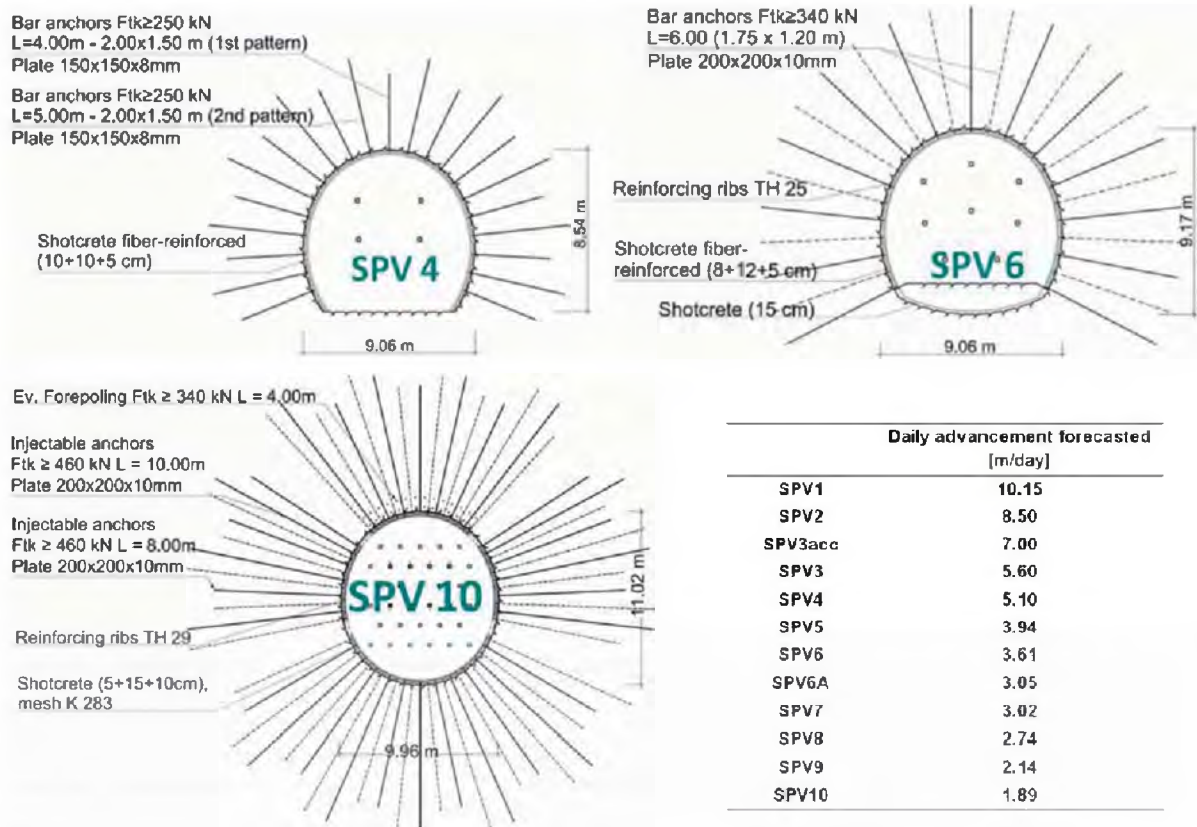 Bar anchors Ftk≥250 kN
L=4.00m - 2.00x1.50 m (1st pattern)
Plate 150x150x8mm
Bar anchors Ftk≥250 kN
L=5.00m - 2.00x1.50 m (2nd pattern)
Plate 150x150x8mm
Shotcrete fiber-reinforced
(10+10+5 cm)
SPV 4
8.54 m
9.06 m
Bar anchors Ftk≥340 kN
L=6.00 (1.75 x 1.20 m)
Plate 200x200x10mm
Reinforcing ribs TH 25
Shotcrete fiber-
reinforced (8+12+5 cm)
Shotcrete (15 cm)
SPV 6
9.17 m
9.06 m
Ev. Forepoling Ftk ≥ 340 kN L = 4.00m
Injectable anchors
Ftk ≥ 460 kN L = 10.00m
Plate 200x200x10mm
Injectable anchors
Ftk ≥ 460 kN L = 8.00m
Plate 200x200x10mm
Reinforcing ribs TH 29
Shotcrete (5+15+10cm),
mesh K 283
SPV 10
11.02 m
9.96 m
Daily advancement forecasted
[m/day]
SPV1 10.15
SPV2 8.50
SPV3acc 7.00
SPV3 5.60
SPV4 5.10
SPV5 3.94
SPV6 3.61
SPV6A 3.05
SPV7 3.02
SPV8 2.74
SPV9 2.14
SPV10 1.89